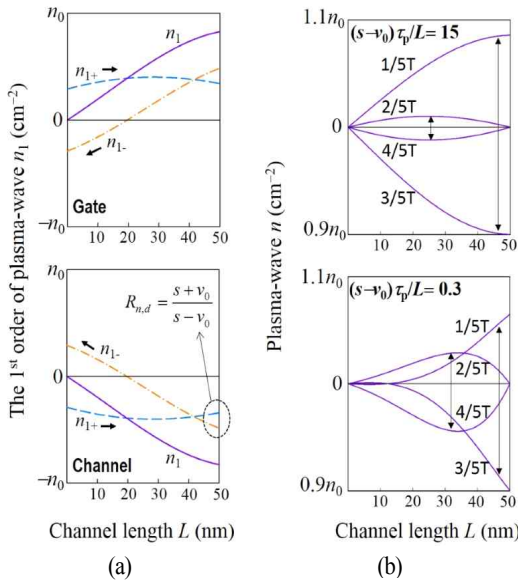 The 1st order of plasma-wave n1 (cm−2)
n0
n1
n1+
0
n1-
−n0
Gate
10 20 30 40 50
n0
Rn,d = s + v0 / s − v0
n1-
0
n1+
n1
−n0
Channel
10 20 30 40 50
Channel length L (nm)
(a)
Plasma-wave n (cm−2)
1.1n0
(s−v0)τp/L= 15
1/5T
2/5T
0
4/5T
3/5T
0.9n0
10 20 30 40 50
1.1n0
(s−v0)τp/L= 0.3
1/5T
2/5T
0
4/5T
3/5T
0.9n0
10 20 30 40 50
Channel length L (nm)
(b)